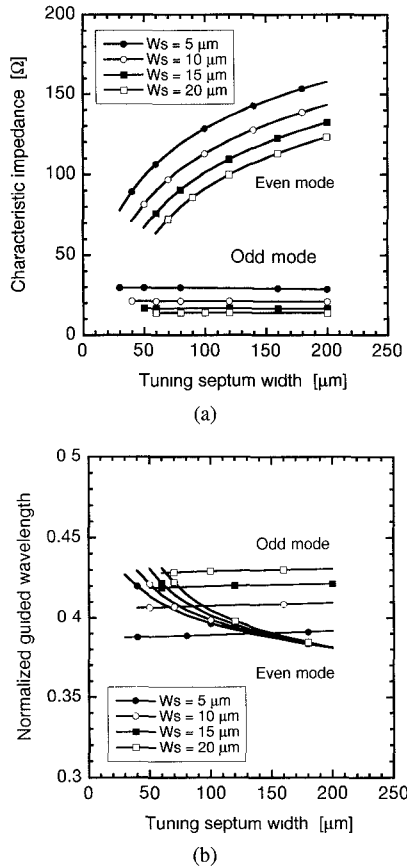 (a)
Ws = 5 μm
Ws = 10 μm
Ws = 15 μm
Ws = 20 μm
200
150
100
50
0
Characteristic impedance [Ω]
Even mode
Odd mode
0 50 100 150 200 250
Tuning septum width [μm]
(a)
0 5
0.45
0.4
0.35
0.3
Normalized guided wavelength
Odd mode
Even mode
Ws = 5 μm
Ws = 10 μm
Ws = 15 μm
Ws = 20 μm
0 50 100 150 200 250
Tuning septum width [μm]
(b)